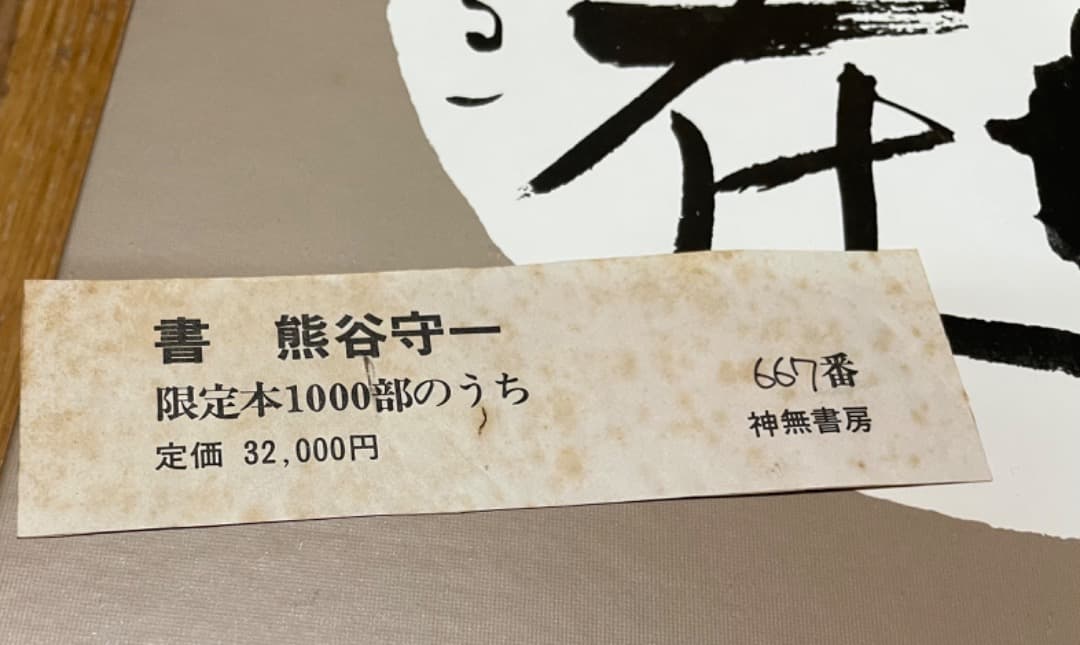 書 熊谷守一
限定本1000部のうち
定価 32,000円
667番
神無書房